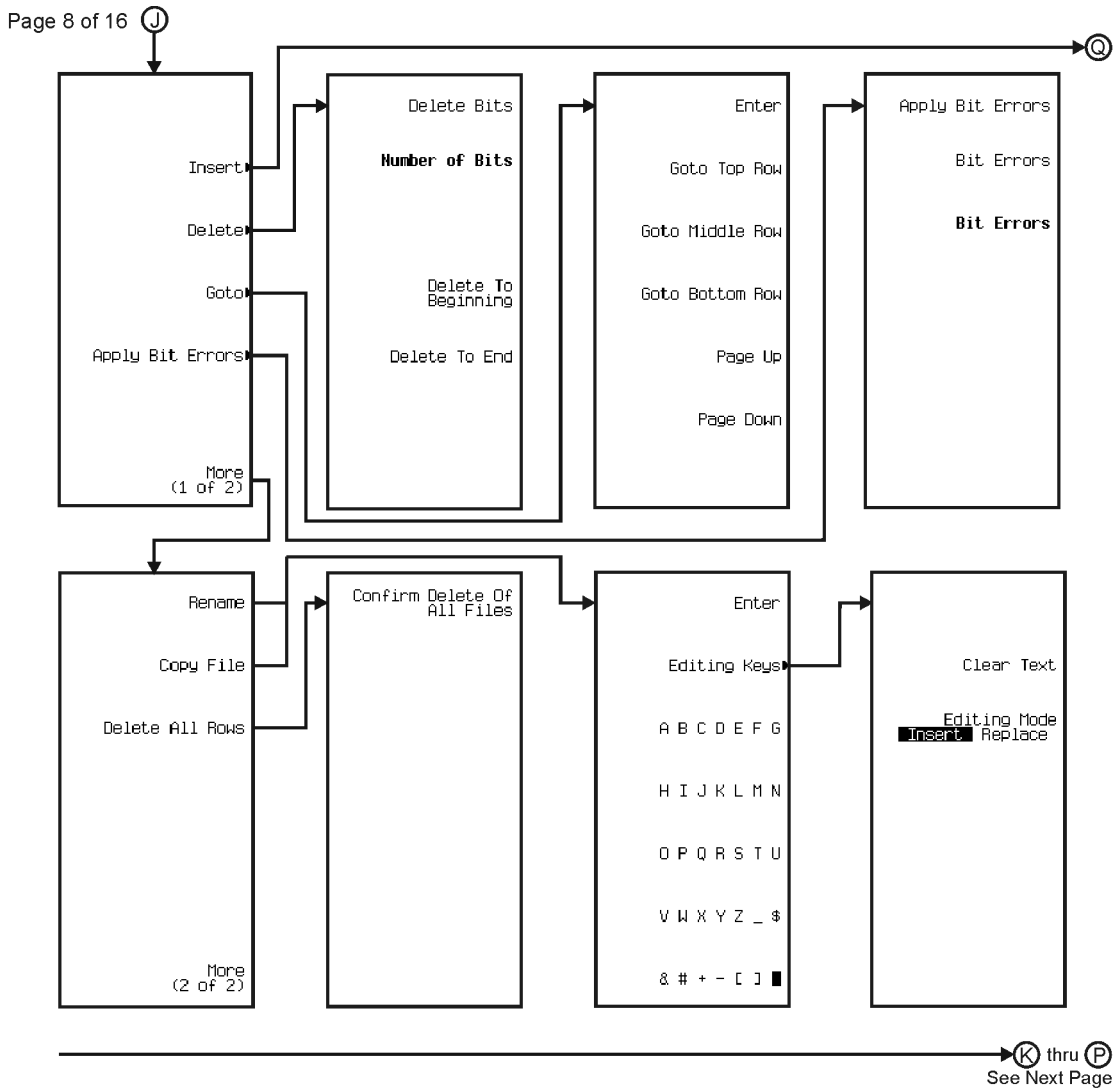 Page 8 of 16 J
Q
Insert
Delete
Goto
Apply Bit Errors
More
(1 of 2)
Delete Bits
Number of Bits
Delete To
Beginning
Delete To End
Enter
Goto Top Row
Goto Middle Row
Goto Bottom Row
Page Up
Page Down
Apply Bit Errors
Bit Errors
Bit Errors
Rename
Copy File
Delete All Rows
More
(2 of 2)
Confirm Delete Of
All Files
Enter
Editing Keys
A B C D E F G
H I J K L M N
O P Q R S T U
V W X Y Z _ $
& # + - [ ] █
Clear Text
Editing Mode
Insert Replace
K thru P
See Next Page